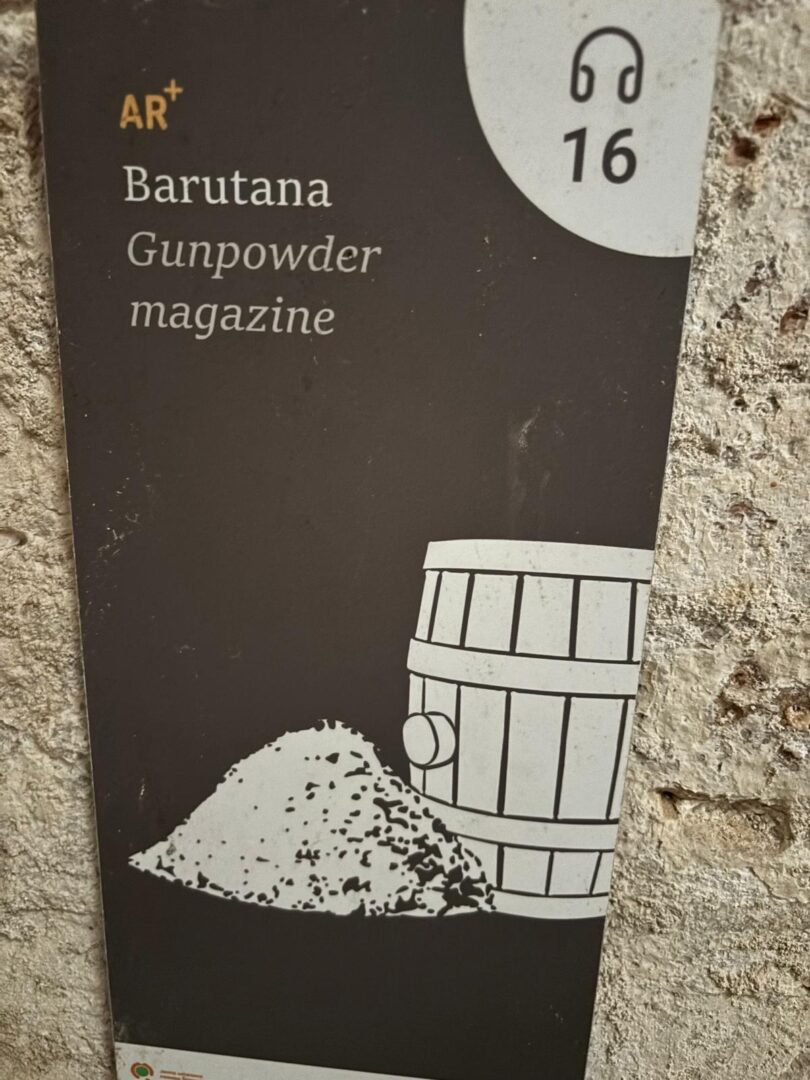 AR+
16
Barutana
Gunpowder
magazine